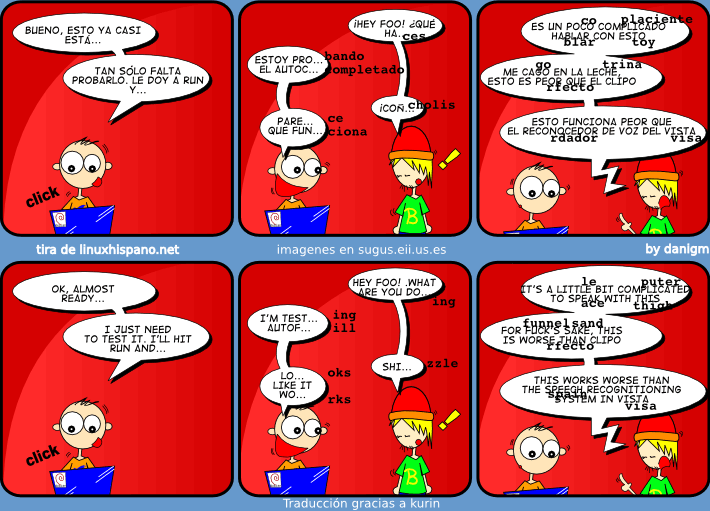 BUENO, ESTO YA CASI
ESTÁ...
TAN SÓLO FALTA
PROBARLO. LE DOY A RUN
Y...
click
¡HEY FOO! ¿QUÉ
HA... ces
ESTOY PRO... bando
EL AUTOC... completado
¡COÑ... cholis
PARE... ce
QUE FUN... ciona
B
co placiente
ES UN POCO COMPLICADO
HABLAR CON ESTO
blar toy
go trina
ME CAGO EN LA LECHE,
ESTO ES PEOR QUE EL CLIPO
rfecto
ESTO FUNCIONA PEOR QUE
EL RECONOCEDOR DE VOZ DEL VISTA
rdador visa
tira de linuxhispano.net
imagenes en sugus.eii.us.es
by danigm
OK, ALMOST
READY...
I JUST NEED
TO TEST IT. I'LL HIT
RUN AND...
click
HEY FOO! .WHAT
ARE YOU DO... ing
I'M TEST... ing
AUTOF... ill
SHI... zzle
LO... oks
LIKE IT
WO... rks
B
le puter
IT'S A LITTLE BIT COMPLICATED
TO SPEAK WITH THIS
ace thigh
funnel sand
FOR FUCK'S SAKE, THIS
IS WORSE THAN CLIPO
rfecto
THIS WORKS WORSE THAN
THE SPEECH RECOGNITIONING
spain
SYSTEM IN VISTA
visa
Traducción gracias a kurin